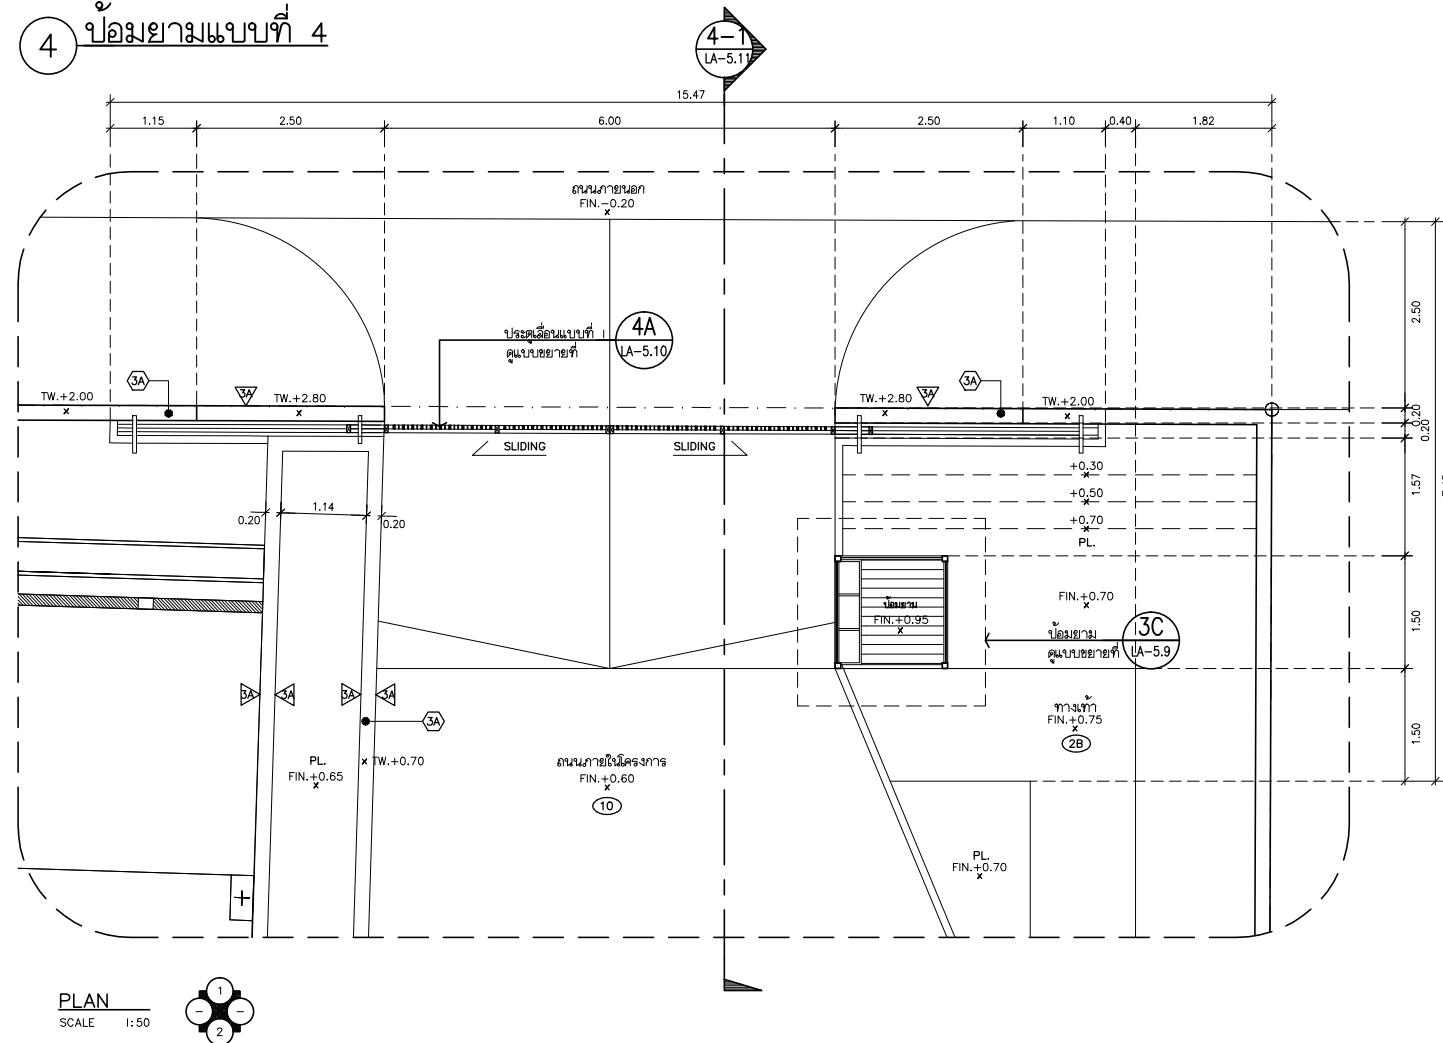 4 ป้อมยามแบบที่ 4
4-1
LA-5.11
15.47
1.15 2.50 6.00 2.50 1.10 0.40 1.82
ถนนภายนอก
FIN.-0.20
2.50
ประตูเลื่อนแบบที่ 1
ดูแบบขยายที่
4A
LA-5.10
3A
3A
TW.+2.00
TW.+2.80
3A
TW.+2.80
3A
TW.+2.00
0.20
0.20
SLIDING
SLIDING
+0.30
+0.50
+0.70
PL.
1.57
0.20 1.14 0.20
ป้อมยาม
FIN.+0.95
FIN.+0.70
1.50
ป้อมยาม
ดูแบบขยายที่
3C
LA-5.9
3A 3A 3A 3A
3A
ทางเท้า
FIN.+0.75
2B
1.50
PL.
FIN.+0.65
TW.+0.70
ถนนภายในโครงการ
FIN.+0.60
10
PL.
FIN.+0.70
PLAN
SCALE 1:50
1
- -
2